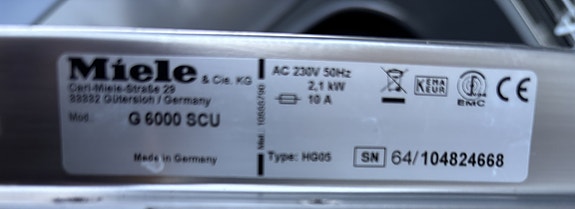 Miele & Cie. KG
Carl-Miele-Straße 29
33332 Gütersloh / Germany
Mod. G 6000 SCU
Made in Germany
AC 230V 50Hz
2,1 kW
10 A
Type: HG05
KEMA
KEUR
EMC
CE
SN 64/104824668